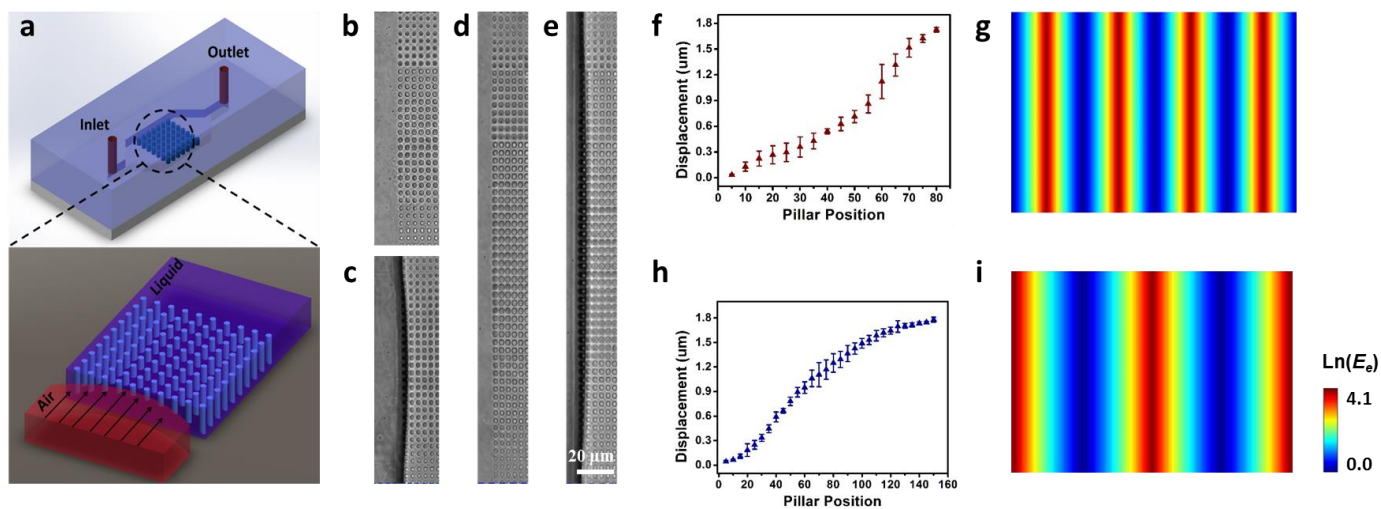 a
Outlet
Inlet
Liquid
Air
b
c
d
e
20 μm
f
1.8
1.5
1.2
0.9
0.6
0.3
0.0
Displacement (um)
0 10 20 30 40 50 60 70 80
Pillar Position
g
h
1.8
1.5
1.2
0.9
0.6
0.3
0.0
Displacement (um)
0 20 40 60 80 100 120 140 160
Pillar Position
i
Ln(Ee)
4.1
0.0